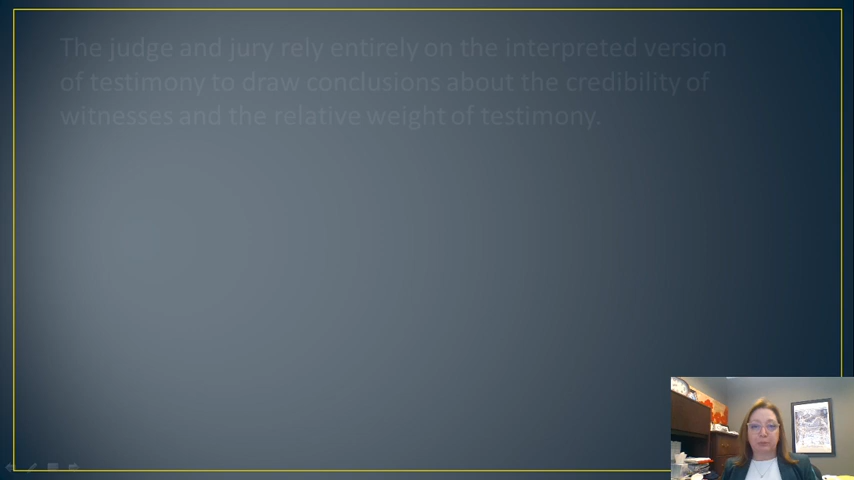 The judge and jury rely entirely on the interpreted version
of testimony to draw conclusions about the credibility of
witnesses and the relative weight of testimony.